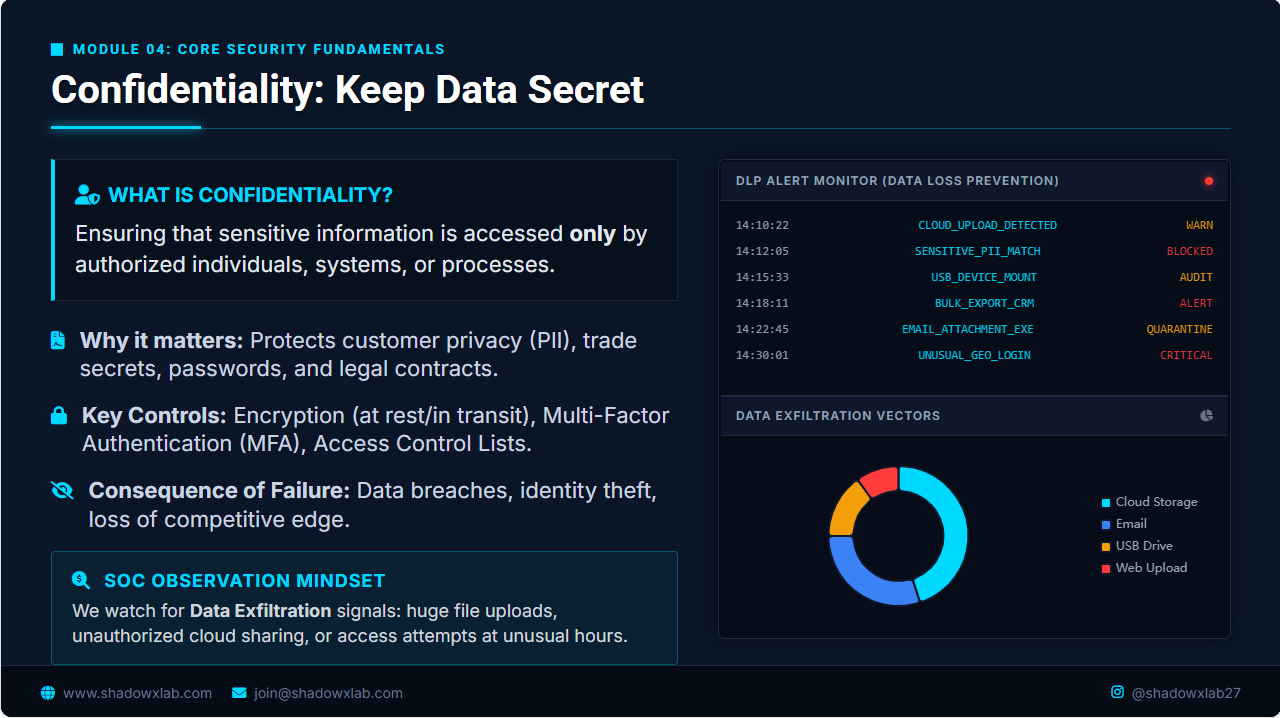 MODULE 04: CORE SECURITY FUNDAMENTALS
Confidentiality: Keep Data Secret
WHAT IS CONFIDENTIALITY?
Ensuring that sensitive information is accessed only by
authorized individuals, systems, or processes.
Why it matters: Protects customer privacy (PII), trade
secrets, passwords, and legal contracts.
Key Controls: Encryption (at rest/in transit), Multi-Factor
Authentication (MFA), Access Control Lists.
Consequence of Failure: Data breaches, identity theft,
loss of competitive edge.
SOC OBSERVATION MINDSET
We watch for Data Exfiltration signals: huge file uploads,
unauthorized cloud sharing, or access attempts at unusual hours.
DLP ALERT MONITOR (DATA LOSS PREVENTION)
14:10:22 CLOUD_UPLOAD_DETECTED WARN
14:12:05 SENSITIVE_PII_MATCH BLOCKED
14:15:33 USB_DEVICE_MOUNT AUDIT
14:18:11 BULK_EXPORT_CRM ALERT
14:22:45 EMAIL_ATTACHMENT_EXE QUARANTINE
14:30:01 UNUSUAL_GEO_LOGIN CRITICAL
DATA EXFILTRATION VECTORS
Cloud Storage
Email
USB Drive
Web Upload
www.shadowxlab.com join@shadowxlab.com @shadowxlab27